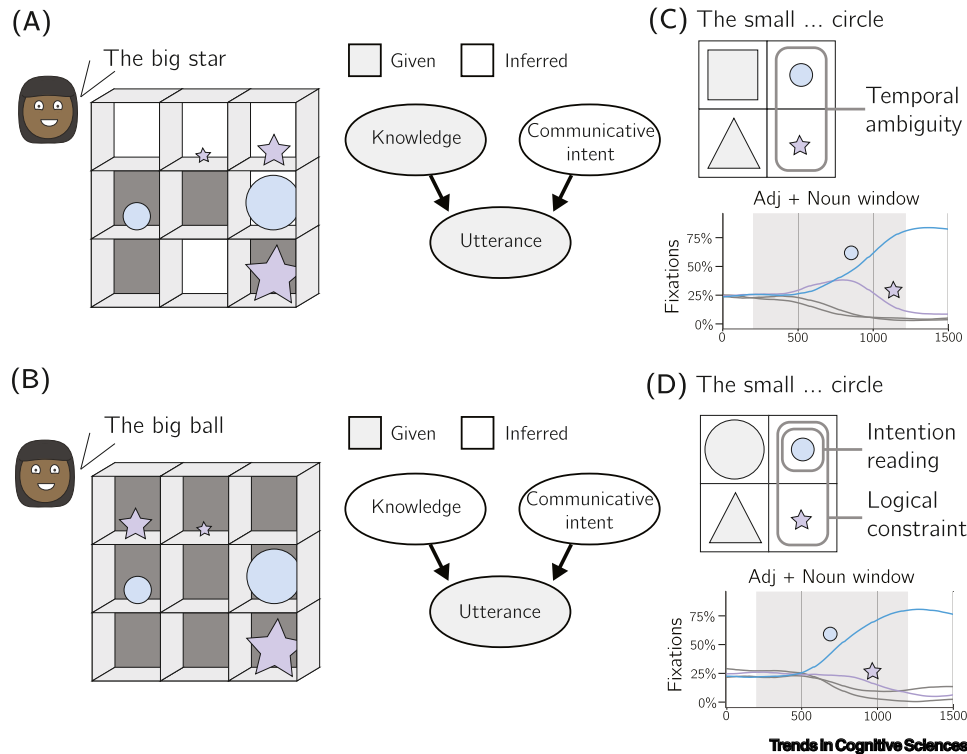 (A)
The big star
Given
Inferred
Knowledge
Communicative
intent
Utterance
(C)
The small ... circle
Temporal
ambiguity
Adj + Noun window
Fixations
75%
50%
25%
0%
0
500
1000
1500
(B)
The big ball
Given
Inferred
Knowledge
Communicative
intent
Utterance
(D)
The small ... circle
Intention
reading
Logical
constraint
Adj + Noun window
Fixations
75%
50%
25%
0%
0
500
1000
1500
Trends in Cognitive Sciences